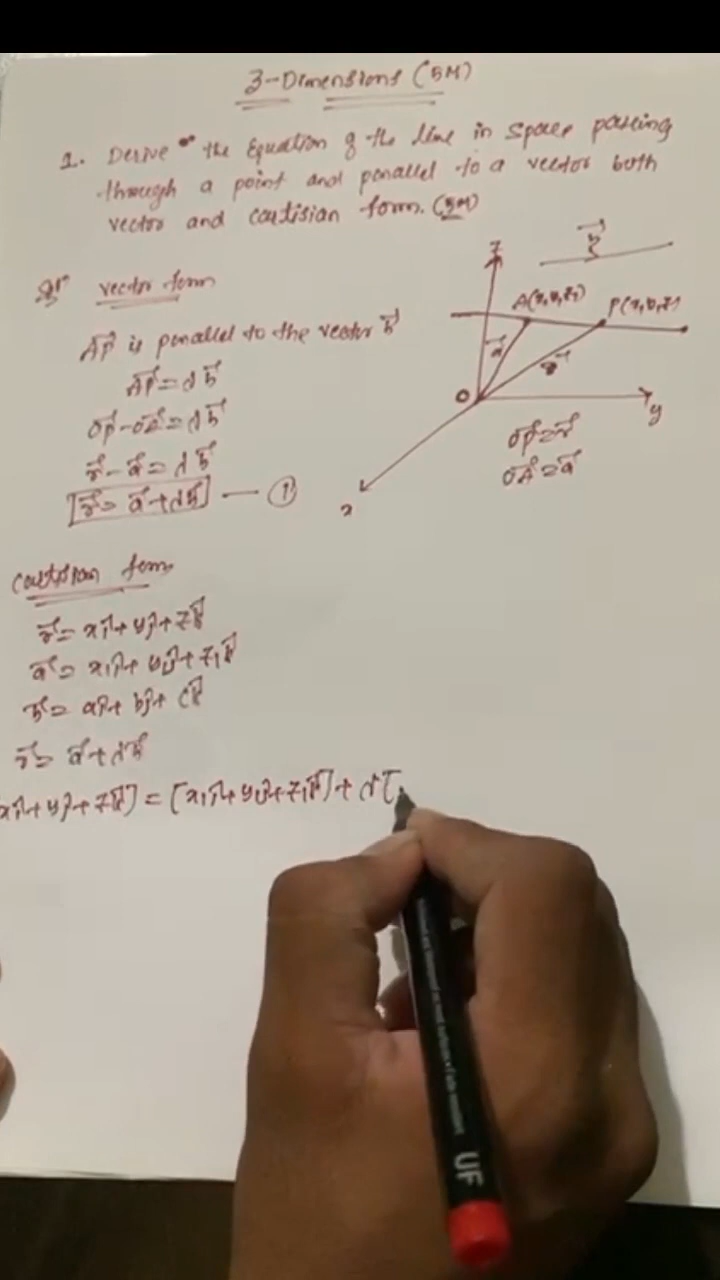 3-Dimensions (5M)
1. Derive the Equation of the line in space passing
through a point and parallel to a vector both
vector and cartisian form. (5M)
vector form
AP⃗ is parallel to the vector b⃗
AP⃗ = λb⃗
OP⃗ - OA⃗ = λb⃗
r⃗ - a⃗ = λb⃗
r⃗ = a⃗ + λb⃗ — ①
z
b⃗
A(x₁,y₁,z₁) P(x,y,z)
a⃗
r⃗
O
y
x
OP⃗ = r⃗
OA⃗ = a⃗
cartisian form
r⃗ = xi⃗ + yj⃗ + zk⃗
a⃗ = x₁i⃗ + y₁j⃗ + z₁k⃗
b⃗ = ai⃗ + bj⃗ + ck⃗
r⃗ = a⃗ + λb⃗
xi⃗ + yj⃗ + zk⃗] = [x₁i⃗ + y₁j⃗ + z₁k⃗] + λ[
UF